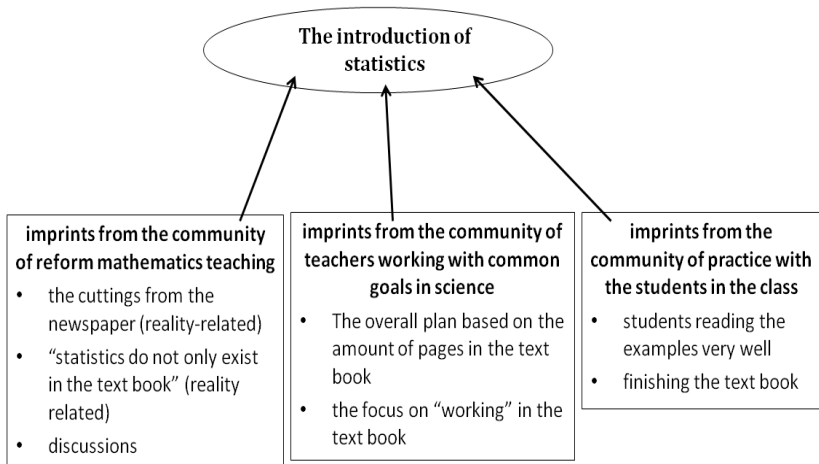 The introduction of
statistics
imprints from the community
of reform mathematics teaching
• the cuttings from the
newspaper (reality-related)
• “statistics do not only exist
in the text book” (reality
related)
• discussions
imprints from the community of
teachers working with common
goals in science
• The overall plan based on the
amount of pages in the text
book
• the focus on “working” in the
text book
imprints from the
community of practice with
the students in the class
• students reading the
examples very well
• finishing the text book